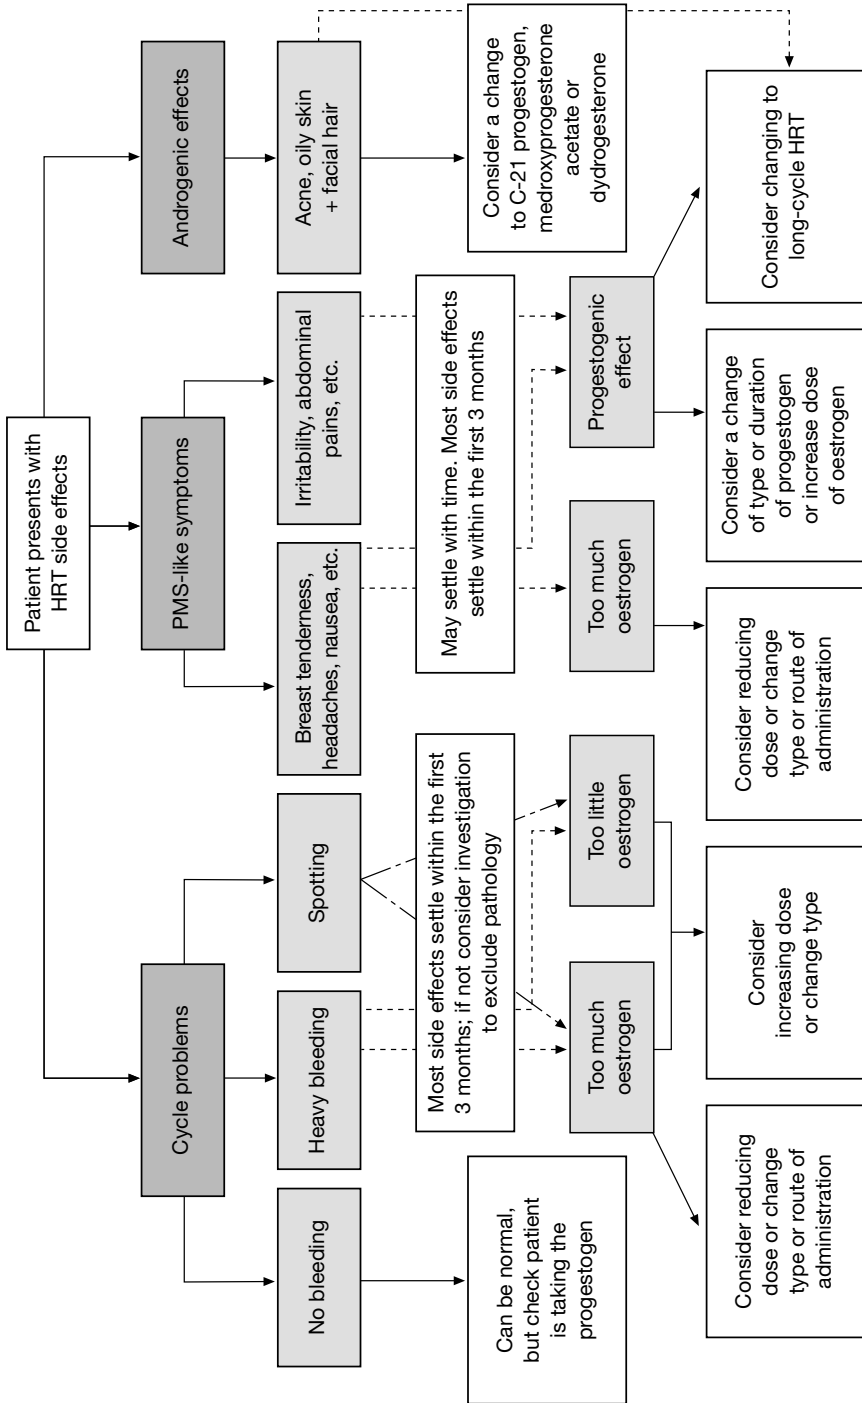 Patient presents with
HRT side effects
Cycle problems
PMS-like symptoms
Androgenic effects
No bleeding
Heavy bleeding
Spotting
Breast tenderness,
headaches, nausea, etc.
Irritability, abdominal
pains, etc.
Acne, oily skin
+ facial hair
Most side effects settle within the first
3 months; if not consider investigation
to exclude pathology
May settle with time. Most side effects
settle within the first 3 months
Can be normal,
but check patient
is taking the
progestogen
Consider a change
to C-21 progestogen,
medroxyprogesterone
acetate or
dydrogesterone
Too much
oestrogen
Too little
oestrogen
Too much
oestrogen
Progestogenic
effect
Consider reducing
dose or change
type or route of
administration
Consider
increasing dose
or change type
Consider reducing
dose or change
type or route of
administration
Consider a change
of type or duration
of progestogen
or increase dose
of oestrogen
Consider changing to
long-cycle HRT